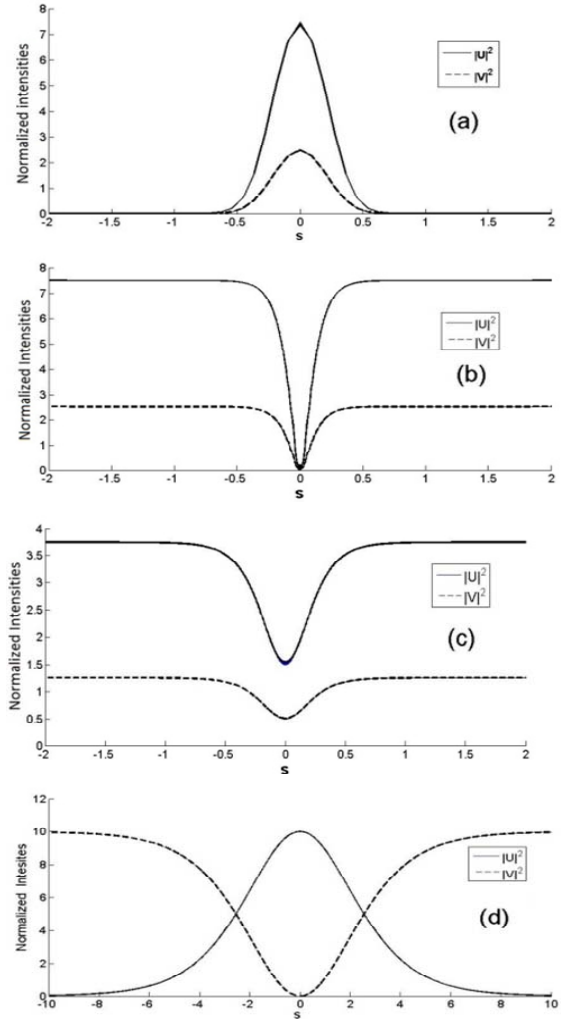 8
7
6
5
4
3
2
1
0
Normalized intensities
|U|²
|V|²
(a)
-2 -1.5 -1 -0.5 0 0.5 1 1.5 2
s
8
7
6
5
4
3
2
1
0
Normalized Intensities
|U|²
|V|²
(b)
-2 -1.5 -1 -0.5 0 0.5 1 1.5 2
s
4
3.5
3
2.5
2
1.5
1
0.5
0
Normalized Intensities
|U|²
|V|²
(c)
-2 -1.5 -1 -0.5 0 0.5 1 1.5 2
s
12
10
8
6
4
2
0
Normalized Intesites
|U|²
|V|²
(d)
-10 -8 -6 -4 -2 0 2 4 6 8 10
s